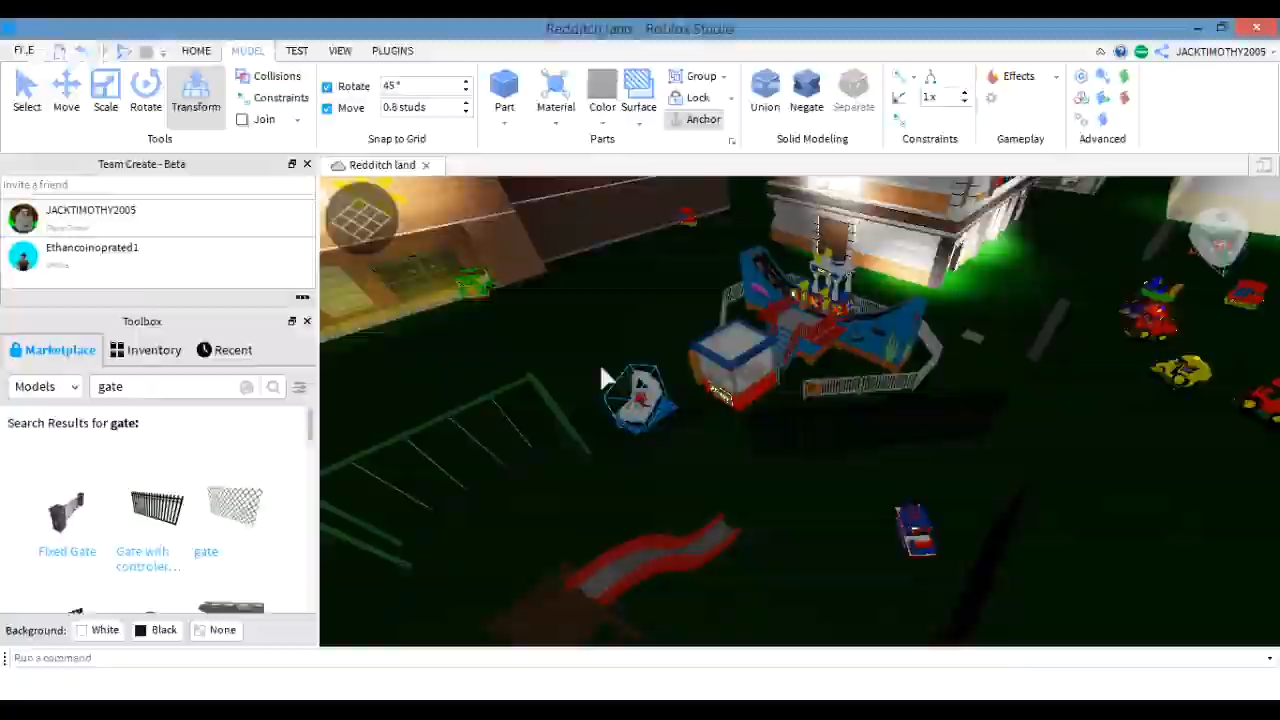 Redditch land - Roblox Studio
FILE
HOME
MODEL
TEST
VIEW
PLUGINS
JACKTIMOTHY2005
Select
Move
Scale
Rotate
Transform
Collisions
Constraints
Join
Tools
Rotate
45°
Move
0.8 studs
Snap to Grid
Part
Material
Color
Surface
Group
Lock
Anchor
Parts
Union
Negate
Separate
Solid Modeling
1x
Constraints
Effects
Gameplay
Advanced
Team Create - Beta
Invite a friend
JACKTIMOTHY2005
Ethancoinoprated1
Toolbox
Marketplace
Inventory
Recent
Models
gate
Search Results for gate:
Fixed Gate
Gate with
controler...
gate
Background:
White
Black
None
Run a command
Redditch land